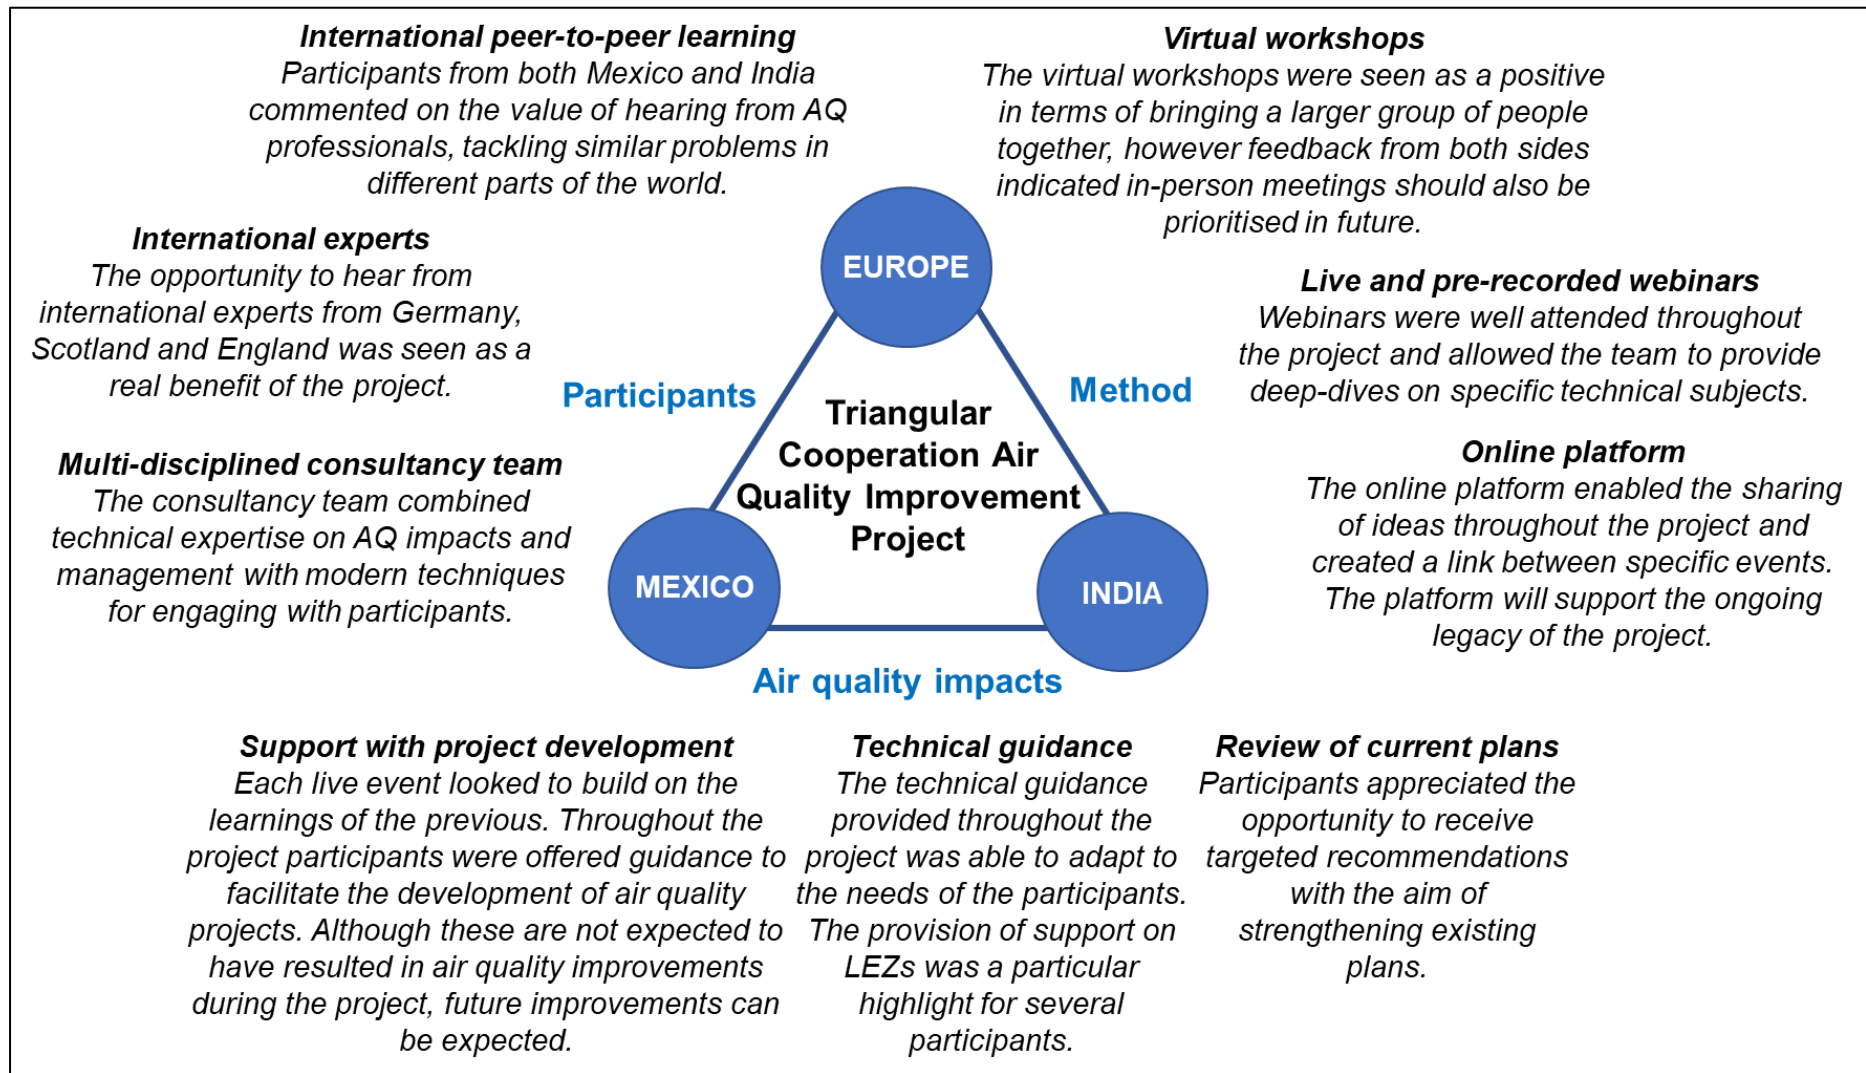 International peer-to-peer learning
Participants from both Mexico and India
commented on the value of hearing from AQ
professionals, tackling similar problems in
different parts of the world.
Virtual workshops
The virtual workshops were seen as a positive
in terms of bringing a larger group of people
together, however feedback from both sides
indicated in-person meetings should also be
prioritised in future.
International experts
The opportunity to hear from
international experts from Germany,
Scotland and England was seen as a
real benefit of the project.
EUROPE
Live and pre-recorded webinars
Webinars were well attended throughout
the project and allowed the team to provide
deep-dives on specific technical subjects.
Participants
Method
Triangular
Cooperation Air
Quality Improvement
Project
Multi-disciplined consultancy team
The consultancy team combined
technical expertise on AQ impacts and
management with modern techniques
for engaging with participants.
Online platform
The online platform enabled the sharing
of ideas throughout the project and
created a link between specific events.
The platform will support the ongoing
legacy of the project.
MEXICO
INDIA
Air quality impacts
Support with project development
Each live event looked to build on the
learnings of the previous. Throughout the
project participants were offered guidance to
facilitate the development of air quality
projects. Although these are not expected to
have resulted in air quality improvements
during the project, future improvements can
be expected.
Technical guidance
The technical guidance
provided throughout the
project was able to adapt to
the needs of the participants.
The provision of support on
LEZs was a particular
highlight for several
participants.
Review of current plans
Participants appreciated the
opportunity to receive
targeted recommendations
with the aim of
strengthening existing
plans.